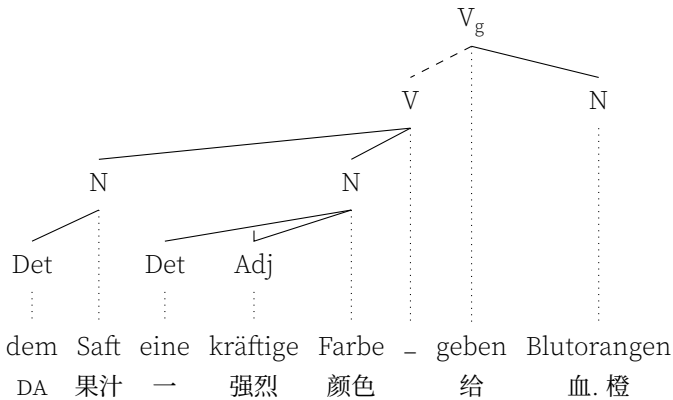 V_g
V N
N N
Det Det Adj
dem Saft eine kräftige Farbe _ geben Blutorangen
DA 果汁 一 强烈 颜色 给 血. 橙